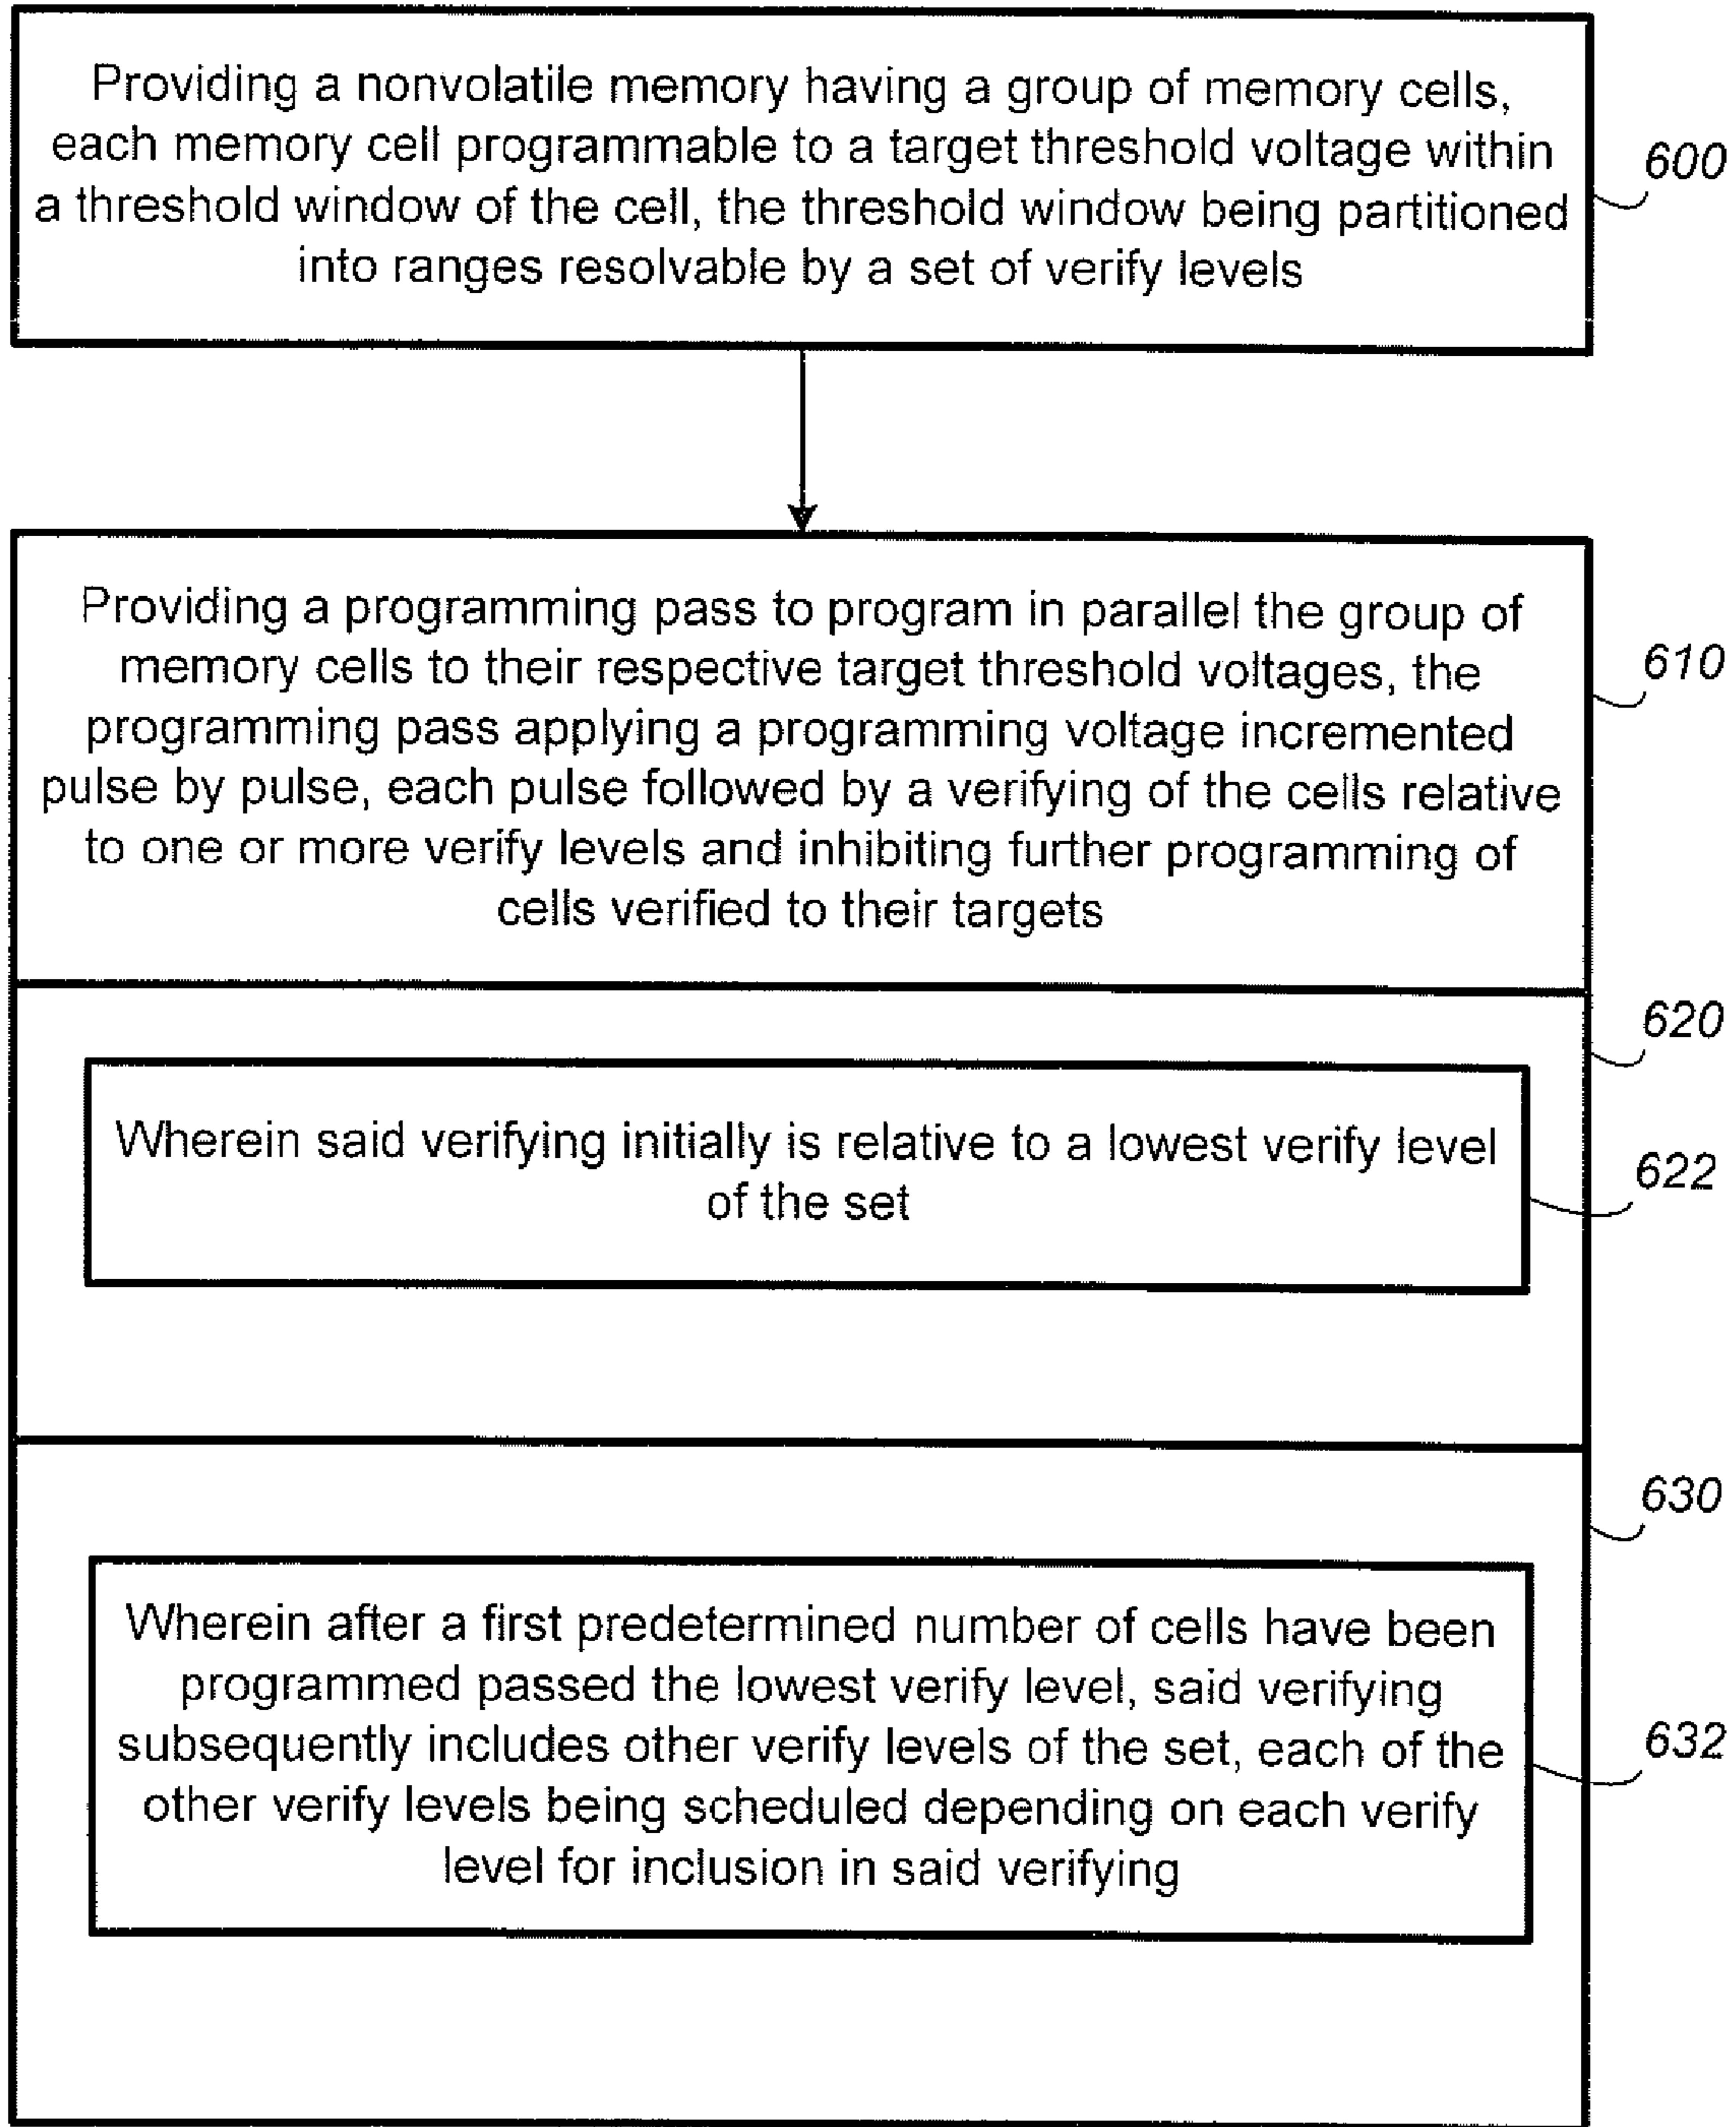 Providing a nonvolatile memory having a group of memory cells,
each memory cell programmable to a target threshold voltage within
a threshold window of the cell, the threshold window being partitioned
into ranges resolvable by a set of verify levels
600
Providing a programming pass to program in parallel the group of
memory cells to their respective target threshold voltages, the
programming pass applying a programming voltage incremented
pulse by pulse, each pulse followed by a verifying of the cells relative
to one or more verify levels and inhibiting further programming of
cells verified to their targets
610
620
Wherein said verifying initially is relative to a lowest verify level
of the set
622
630
Wherein after a first predetermined number of cells have been
programmed passed the lowest verify level, said verifying
subsequently includes other verify levels of the set, each of the
other verify levels being scheduled depending on each verify
level for inclusion in said verifying
632